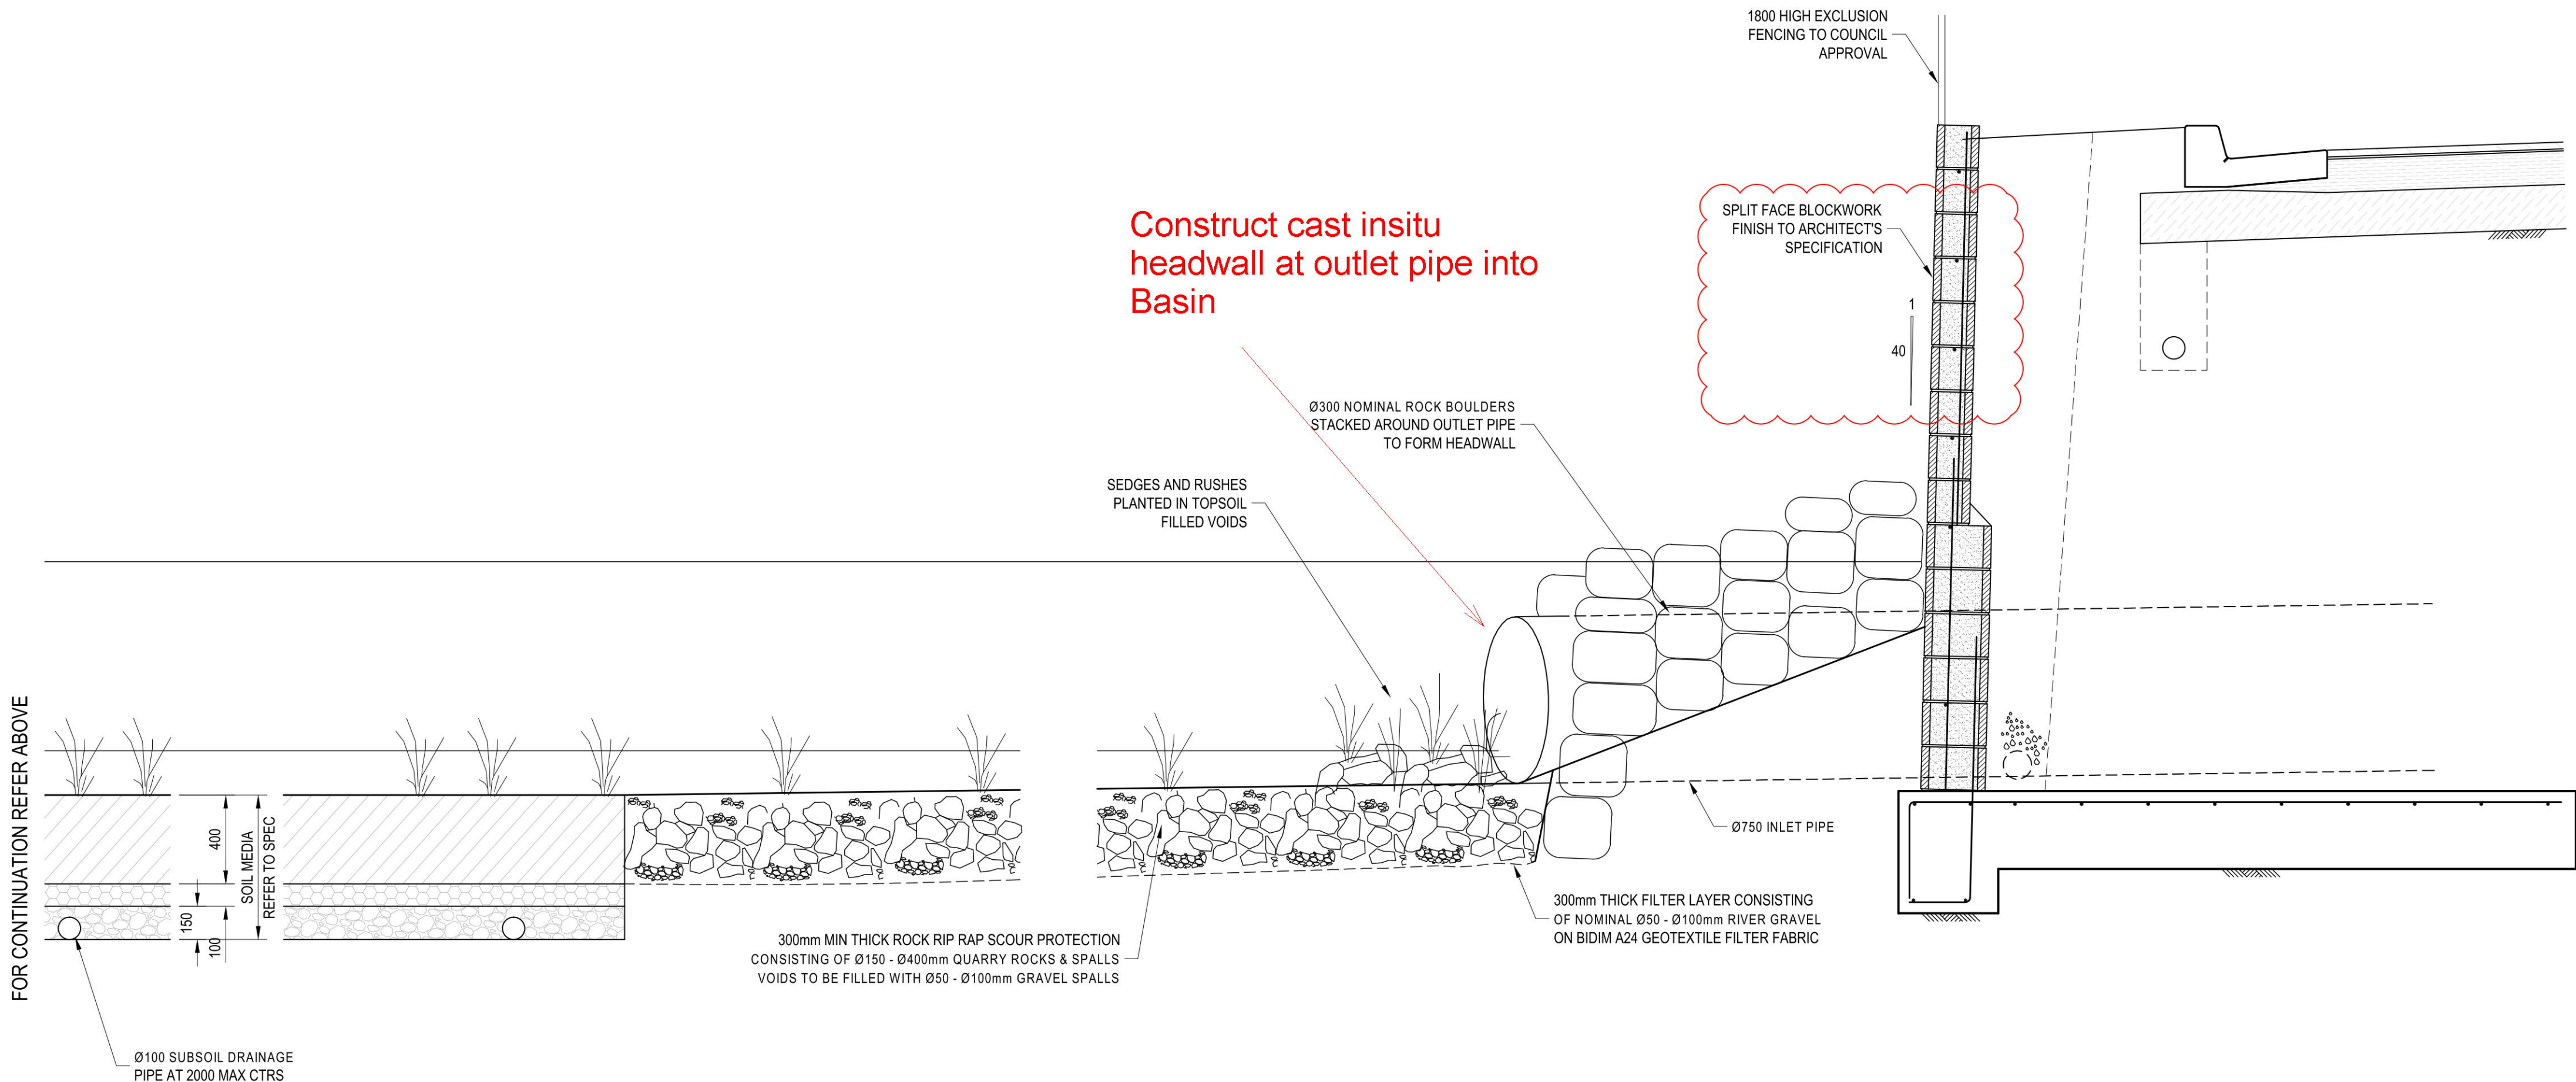 1800 HIGH EXCLUSION
FENCING TO COUNCIL
APPROVAL
Construct cast insitu
headwall at outlet pipe into
Basin
SPLIT FACE BLOCKWORK
FINISH TO ARCHITECT'S
SPECIFICATION
1
40
Ø300 NOMINAL ROCK BOULDERS
STACKED AROUND OUTLET PIPE
TO FORM HEADWALL
SEDGES AND RUSHES
PLANTED IN TOPSOIL
FILLED VOIDS
FOR CONTINUATION REFER ABOVE
400
150
100
SOIL MEDIA
REFER TO SPEC
Ø750 INLET PIPE
300mm THICK FILTER LAYER CONSISTING
OF NOMINAL Ø50 - Ø100mm RIVER GRAVEL
ON BIDIM A24 GEOTEXTILE FILTER FABRIC
300mm MIN THICK ROCK RIP RAP SCOUR PROTECTION
CONSISTING OF Ø150 - Ø400mm QUARRY ROCKS & SPALLS
VOIDS TO BE FILLED WITH Ø50 - Ø100mm GRAVEL SPALLS
Ø100 SUBSOIL DRAINAGE
PIPE AT 2000 MAX CTRS